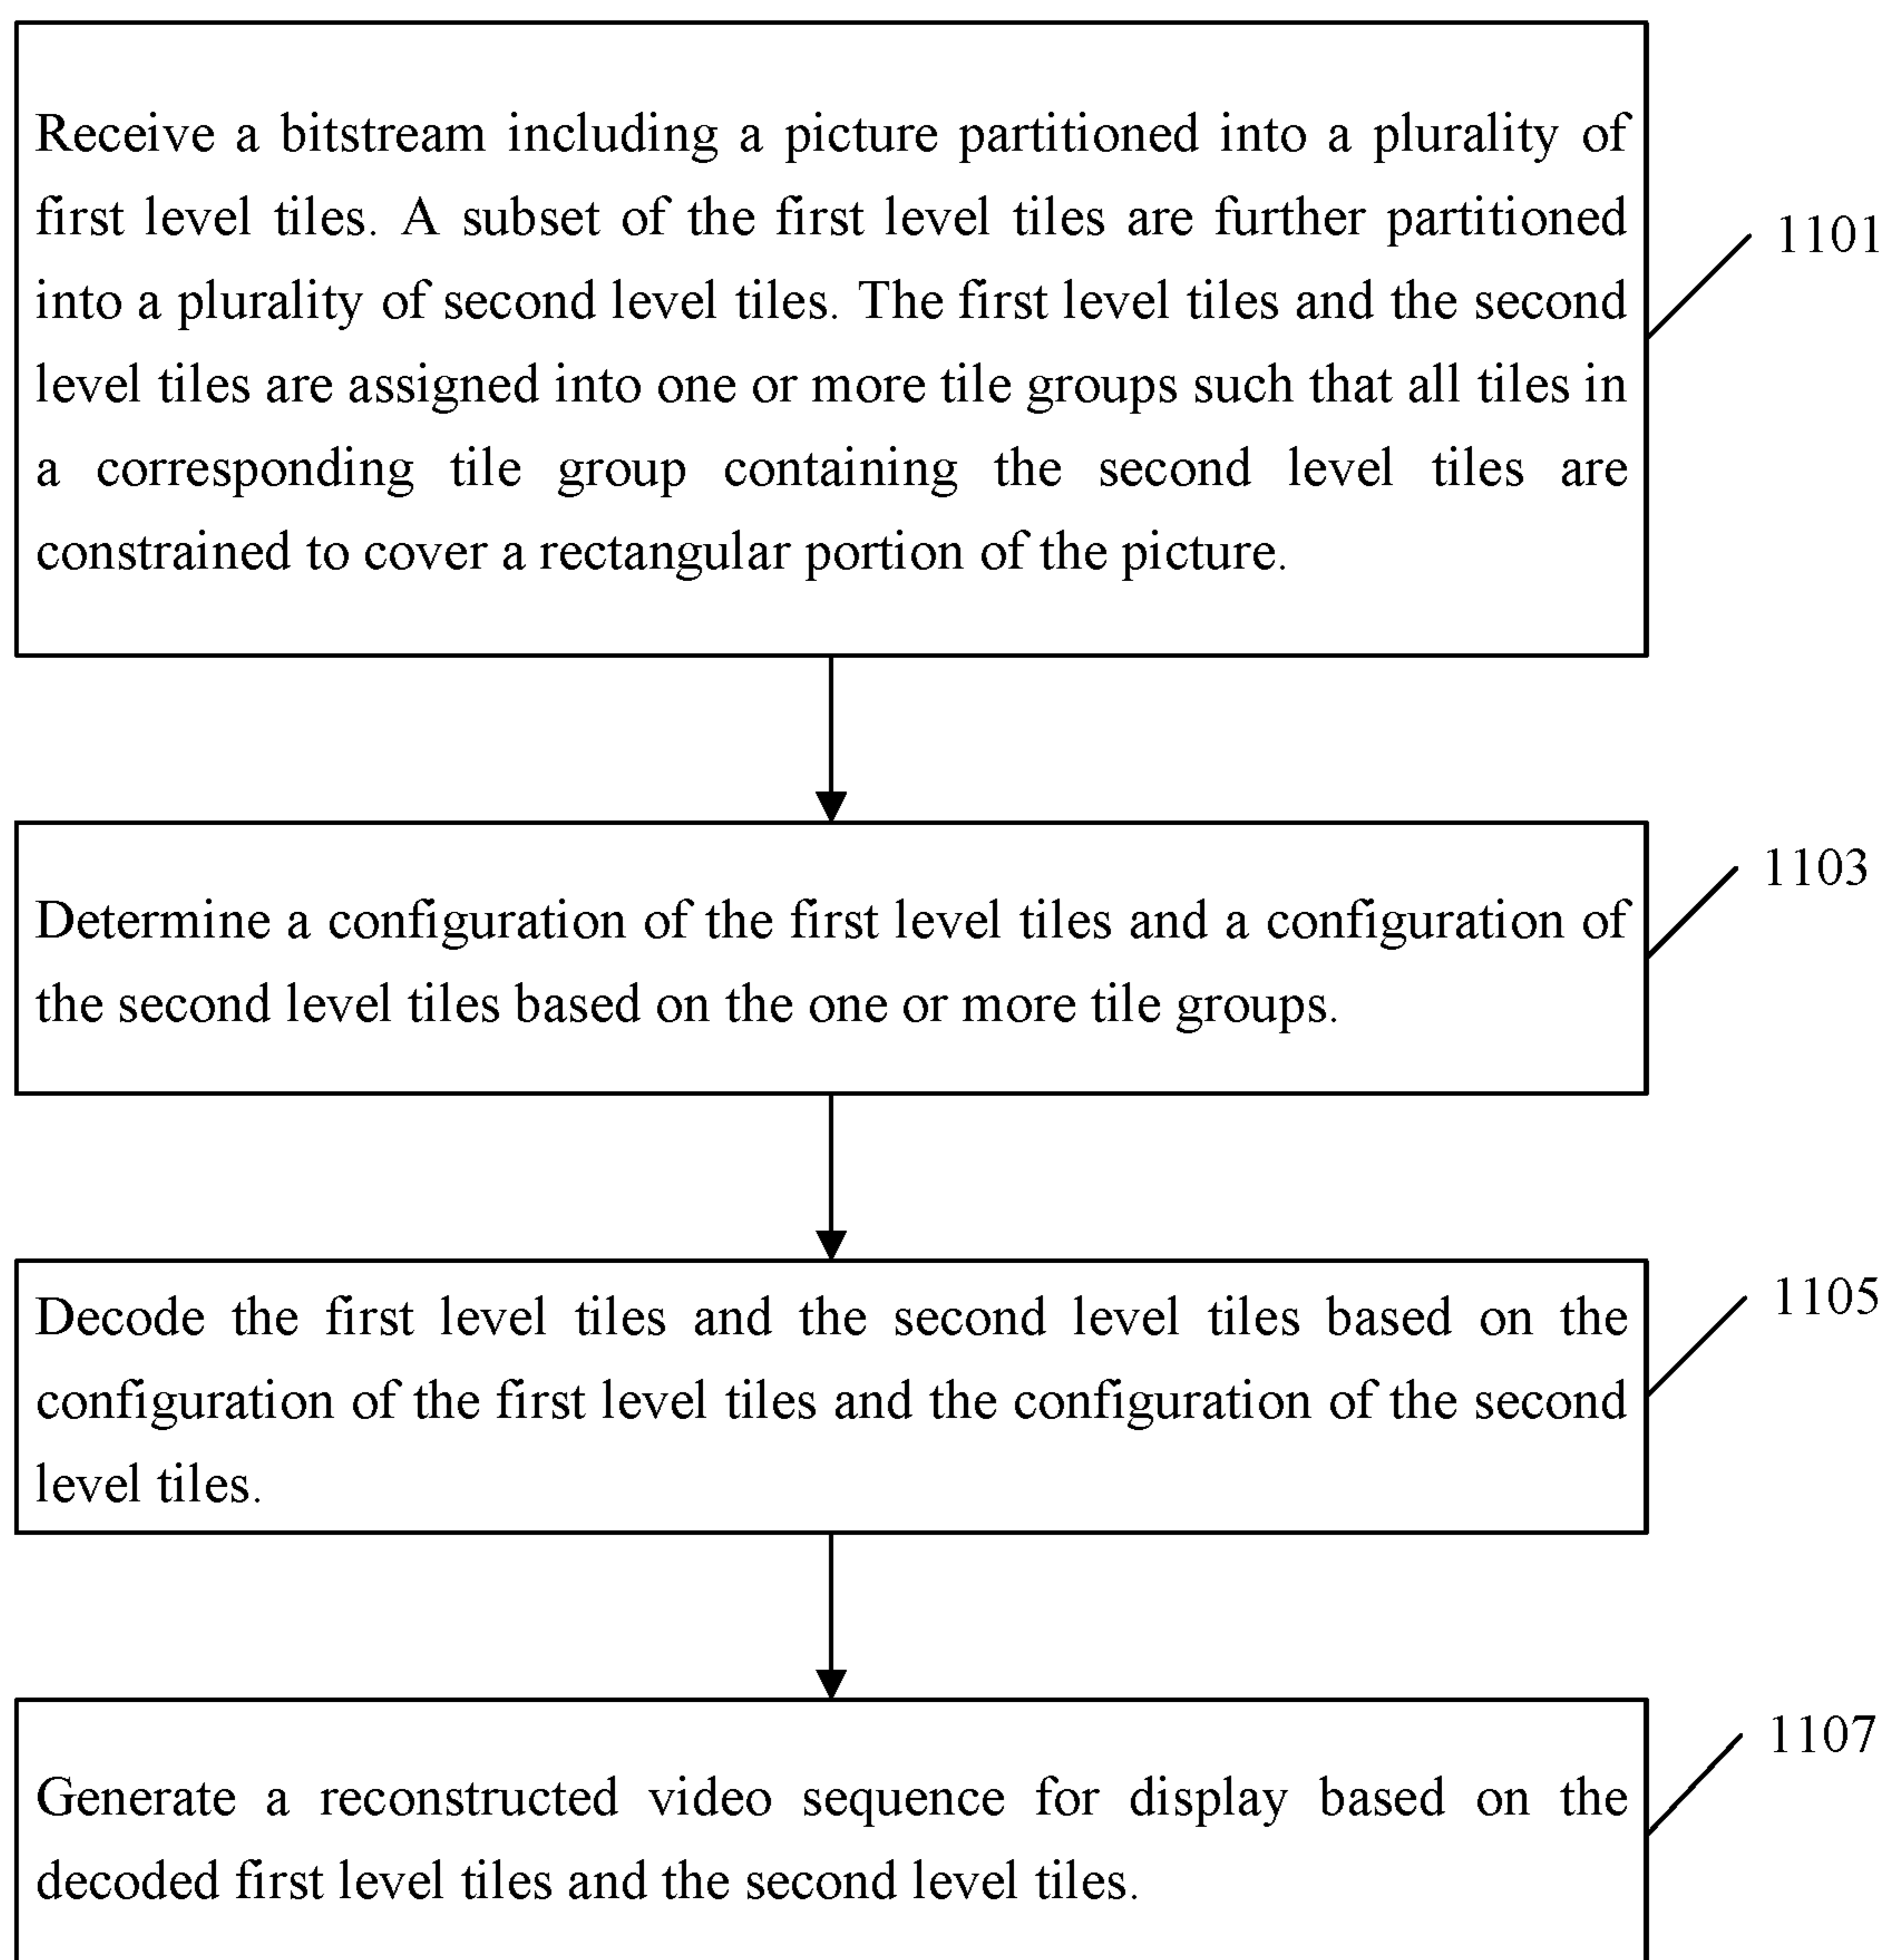 Receive a bitstream including a picture partitioned into a plurality of
first level tiles. A subset of the first level tiles are further partitioned
into a plurality of second level tiles. The first level tiles and the second
level tiles are assigned into one or more tile groups such that all tiles in
a corresponding tile group containing the second level tiles are
constrained to cover a rectangular portion of the picture.
1101
Determine a configuration of the first level tiles and a configuration of
the second level tiles based on the one or more tile groups.
1103
Decode the first level tiles and the second level tiles based on the
configuration of the first level tiles and the configuration of the second
level tiles.
1105
Generate a reconstructed video sequence for display based on the
decoded first level tiles and the second level tiles.
1107